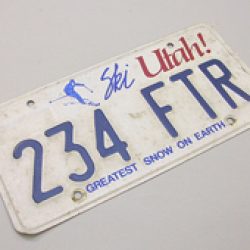 Ski Utah!
234 FTR
GREATEST SNOW ON EARTH